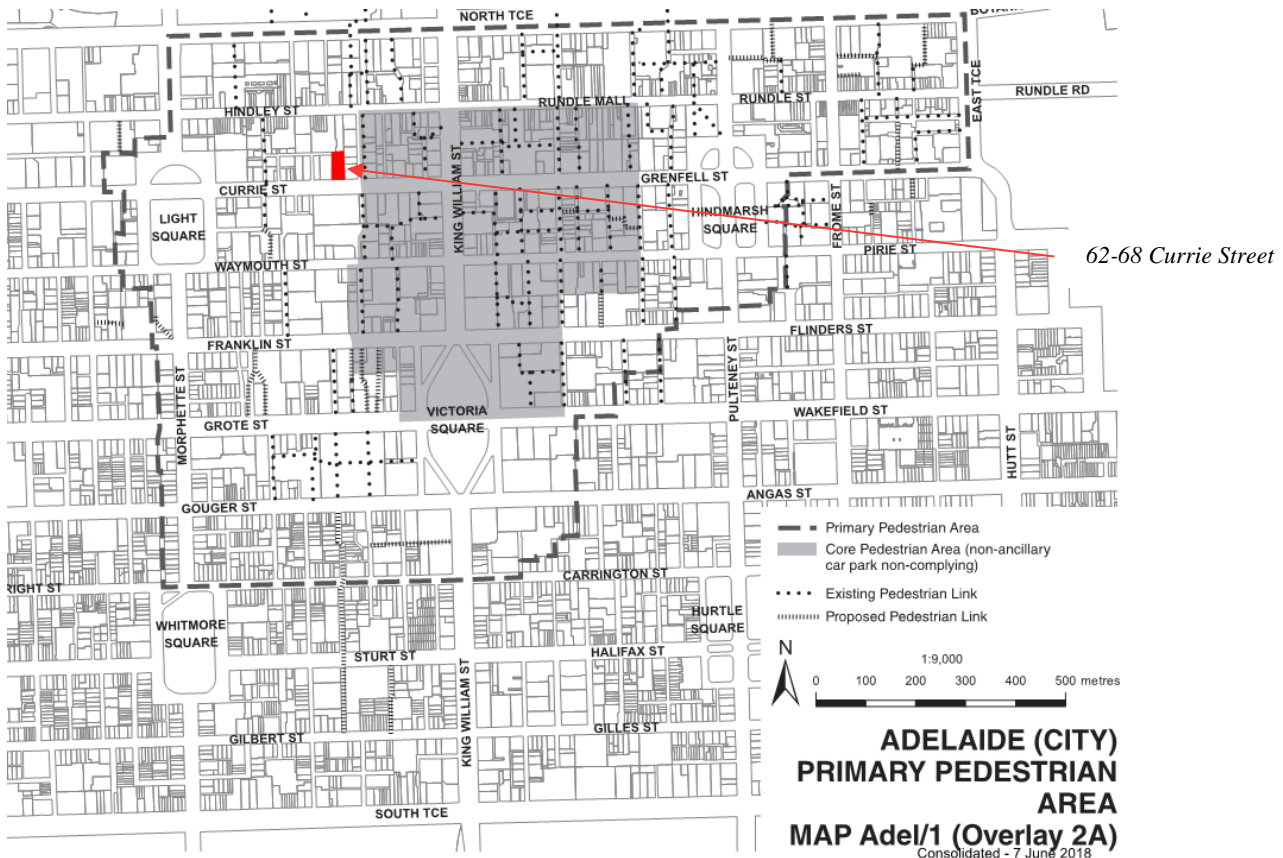 NORTH TCE
BOTAN
HNDLEY ST
RUNDLE MALL
RUNDLE ST
EAST TCE
RUNDLE RD
CURRIE ST
GRENFELL ST
LIGHT
SQUARE
KING WILLIAM ST
HINDMARSH
SQUARE
FROME ST
PIRIE ST
62-68 Currie Street
WAYMOUTH ST
FRANKLIN ST
FLINDERS ST
MORPHETTE ST
PULTENEY ST
VICTORIA
SQUARE
WAKEFIELD ST
GROTE ST
HUTT ST
ANGAS ST
GOUGER ST
Primary Pedestrian Area
Core Pedestrian Area (non-ancillary
car park non-complying)
Existing Pedestrian Link
Proposed Pedestrian Link
RIGHT ST
CARRINGTON ST
WHITMORE
SQUARE
HURTLE
SQUARE
STURT ST
HALIFAX ST
KING WILLIAM ST
N
1:9,000
0 100 200 300 400 500 metres
GILBERT ST
GILLES ST
SOUTH TCE
ADELAIDE (CITY)
PRIMARY PEDESTRIAN
AREA
MAP Adel/1 (Overlay 2A)
Consolidated - 7 June 2018